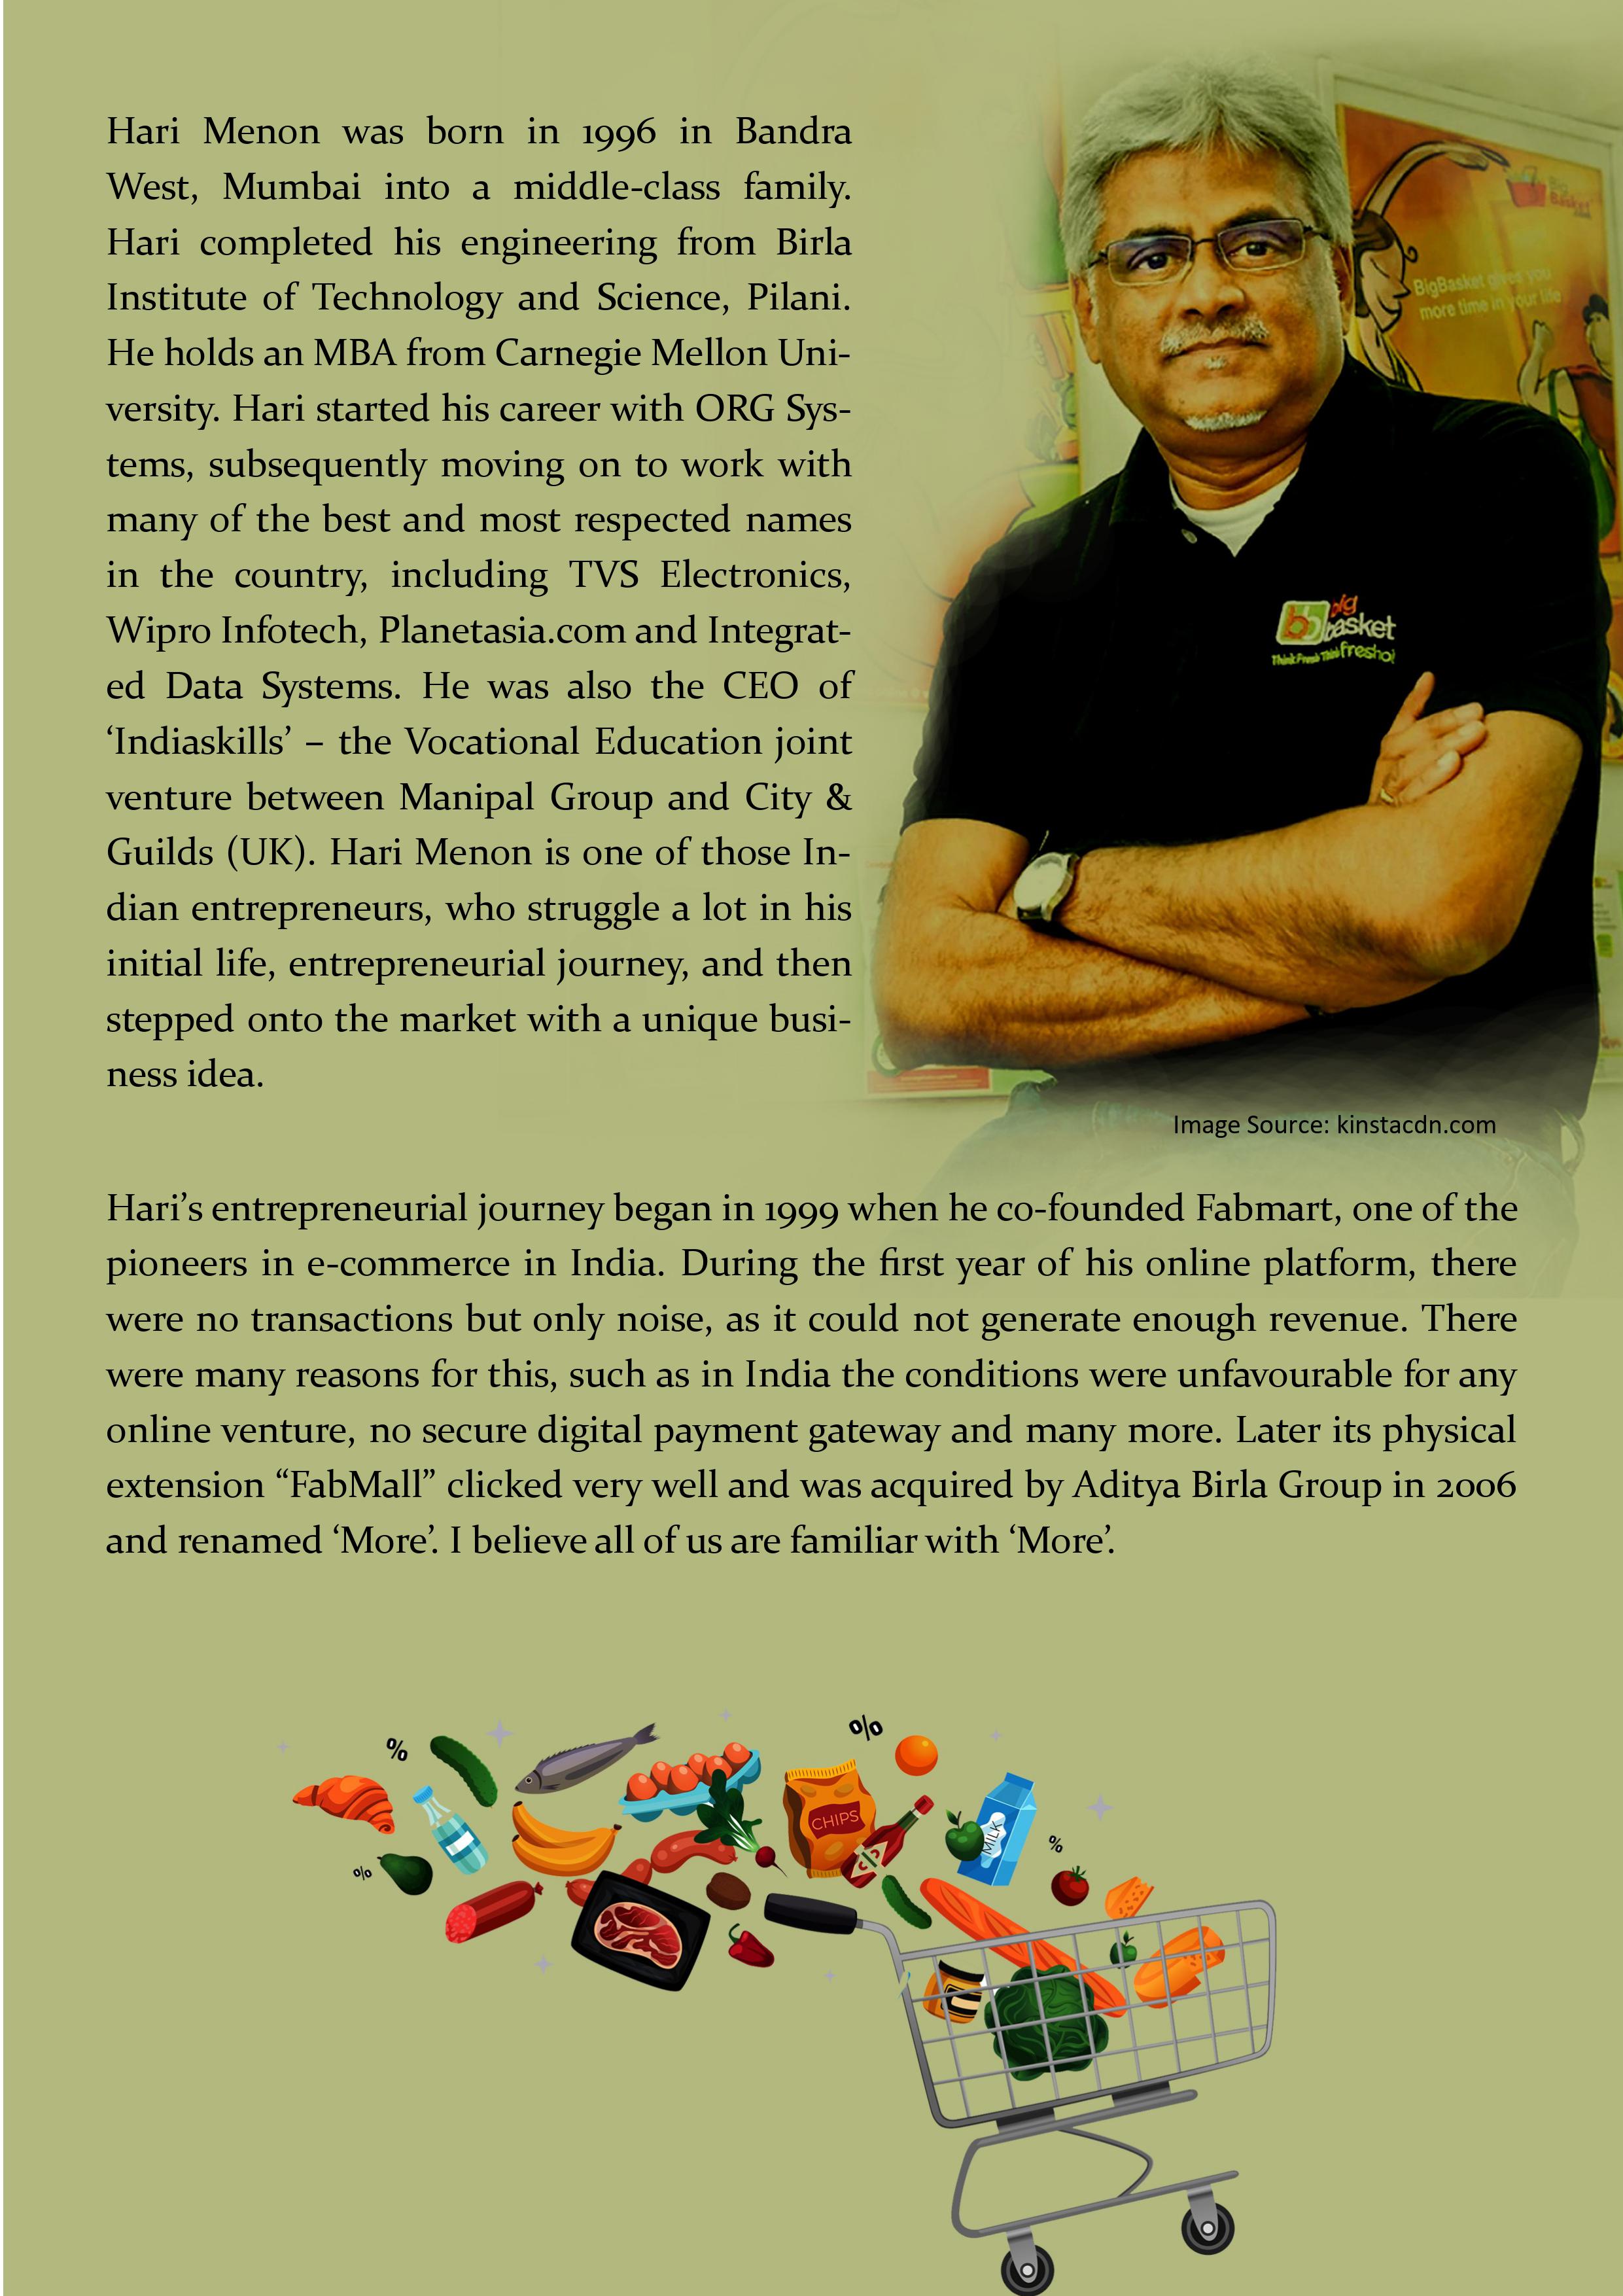 Hari Menon was born in 1996 in Bandra
West, Mumbai into a middle-class family.
Hari completed his engineering from Birla
Institute of Technology and Science, Pilani.
He holds an MBA from Carnegie Mellon Uni-
versity. Hari started his career with ORG Sys-
tems, subsequently moving on to work with
many of the best and most respected names
in the country, including TVS Electronics,
Wipro Infotech, Planetasia.com and Integrat-
ed Data Systems. He was also the CEO of
‘Indiaskills’ – the Vocational Education joint
venture between Manipal Group and City &
Guilds (UK). Hari Menon is one of those In-
dian entrepreneurs, who struggle a lot in his
initial life, entrepreneurial journey, and then
stepped onto the market with a unique busi-
ness idea.
Big
Basket
BigBasket gives you
more time in your life
bb big
basket
Think Fresh Think fresho!
Image Source: kinstacdn.com
Hari’s entrepreneurial journey began in 1999 when he co-founded Fabmart, one of the
pioneers in e-commerce in India. During the first year of his online platform, there
were no transactions but only noise, as it could not generate enough revenue. There
were many reasons for this, such as in India the conditions were unfavourable for any
online venture, no secure digital payment gateway and many more. Later its physical
extension “FabMall” clicked very well and was acquired by Aditya Birla Group in 2006
and renamed ‘More’. I believe all of us are familiar with ‘More’.
%
%
CHIPS
MILK
%
%